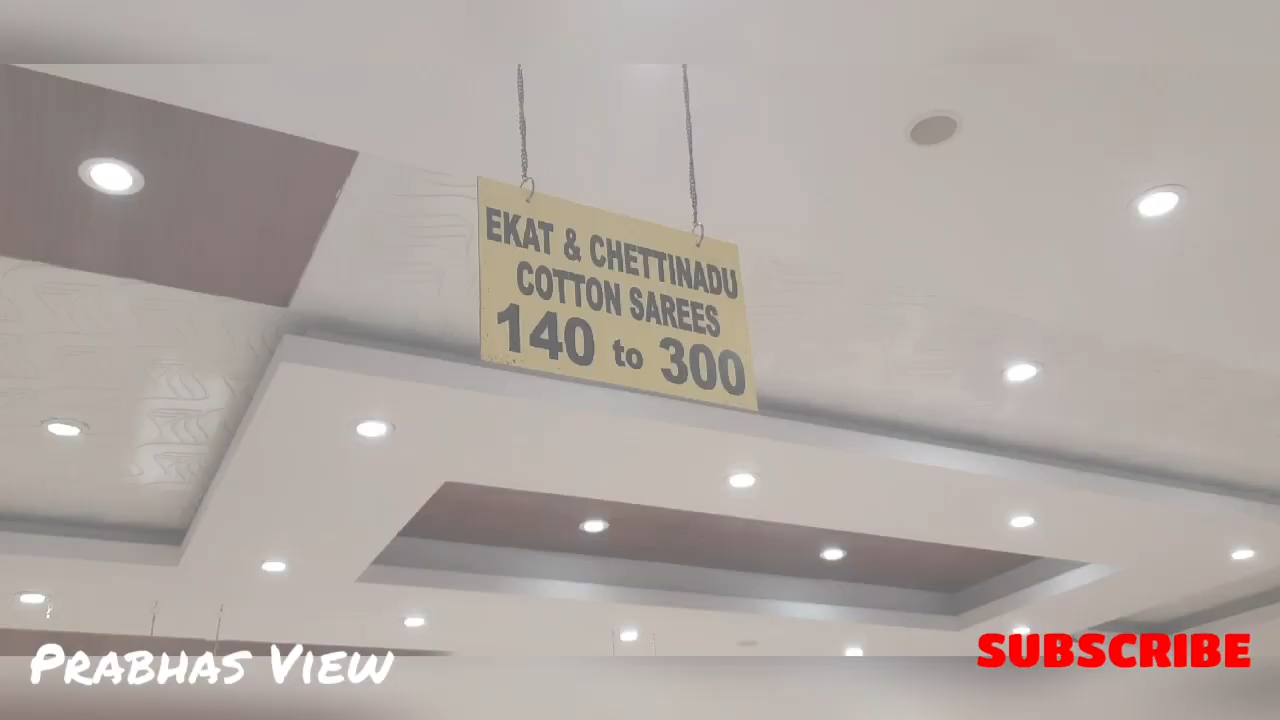 EKAT & CHETTINADU
COTTON SAREES
140 to 300
PRABHAS VIEW
SUBSCRIBE